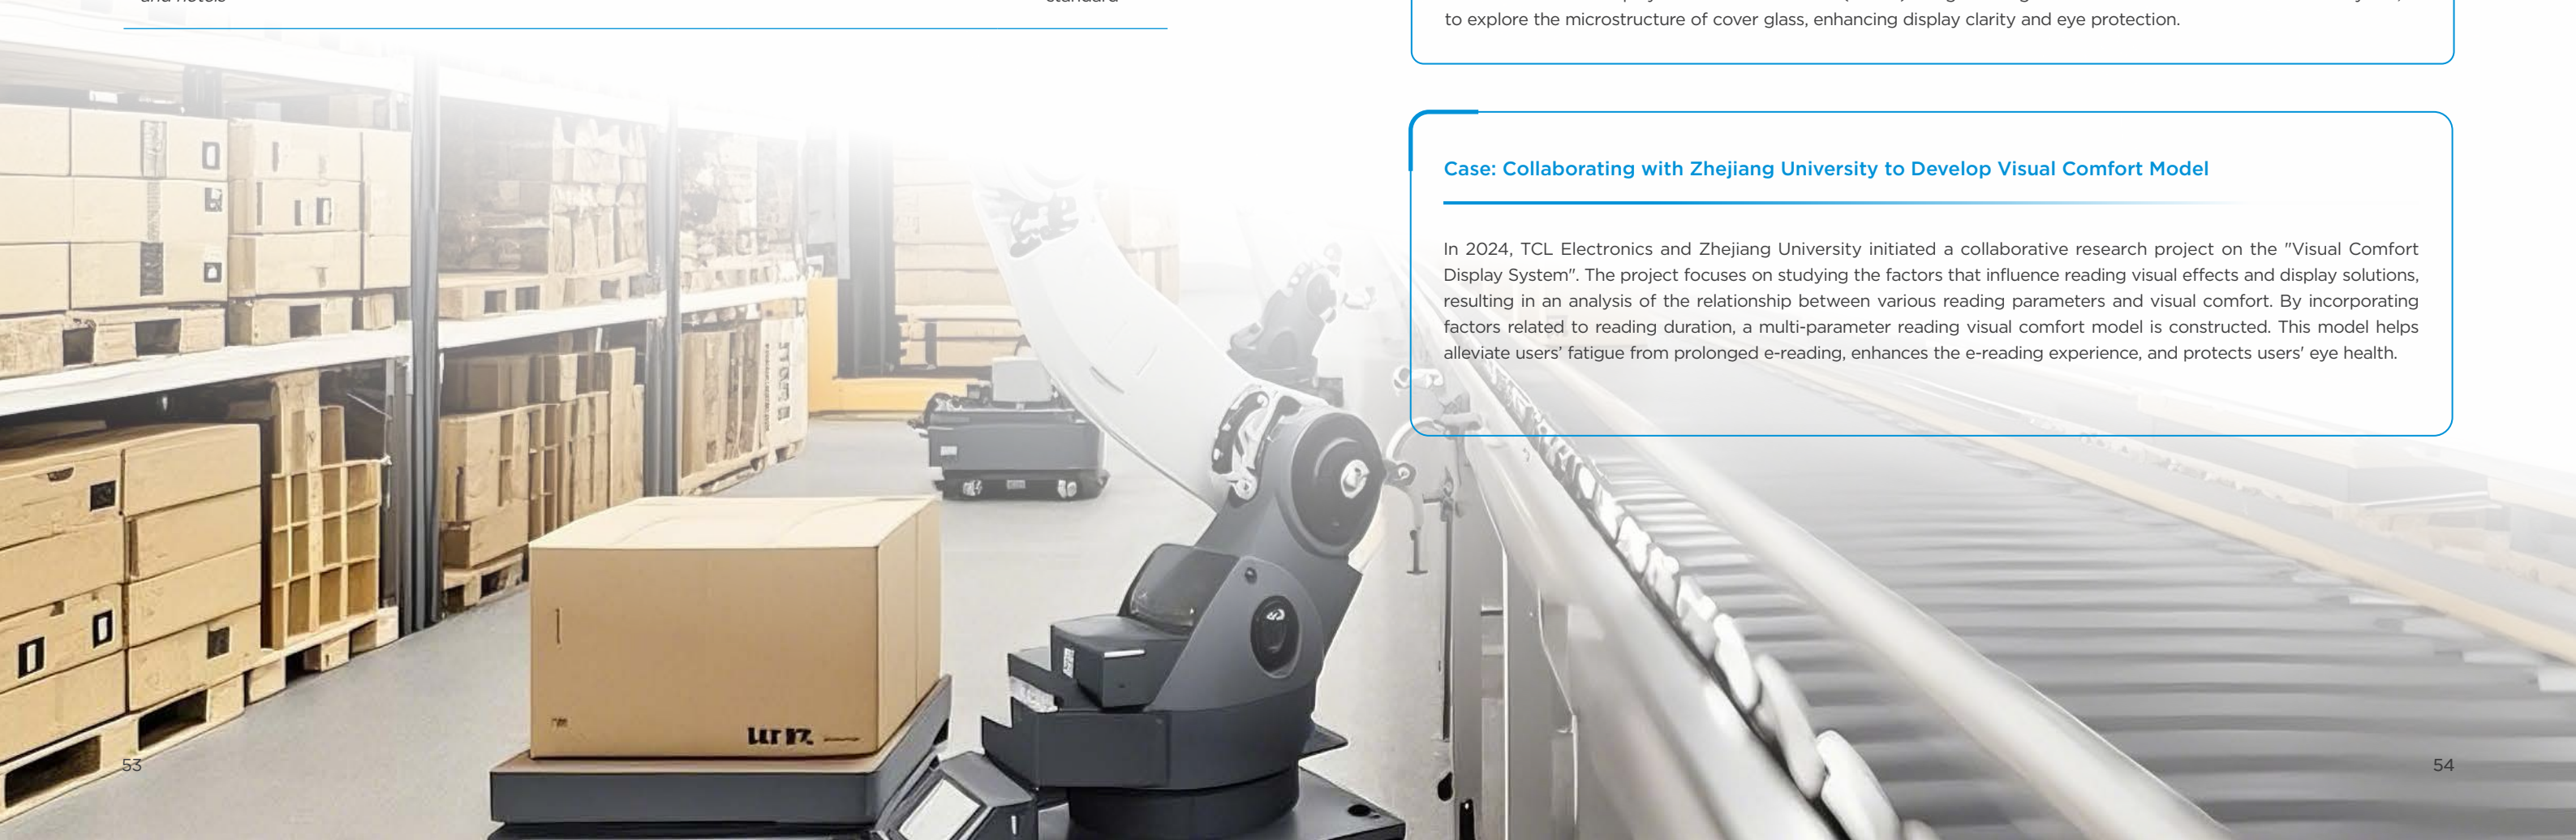 and hotels
standard
to explore the microstructure of cover glass, enhancing display clarity and eye protection.
Case: Collaborating with Zhejiang University to Develop Visual Comfort Model
In 2024, TCL Electronics and Zhejiang University initiated a collaborative research project on the "Visual Comfort
Display System". The project focuses on studying the factors that influence reading visual effects and display solutions,
resulting in an analysis of the relationship between various reading parameters and visual comfort. By incorporating
factors related to reading duration, a multi-parameter reading visual comfort model is constructed. This model helps
alleviate users’ fatigue from prolonged e-reading, enhances the e-reading experience, and protects users' eye health.
53
54